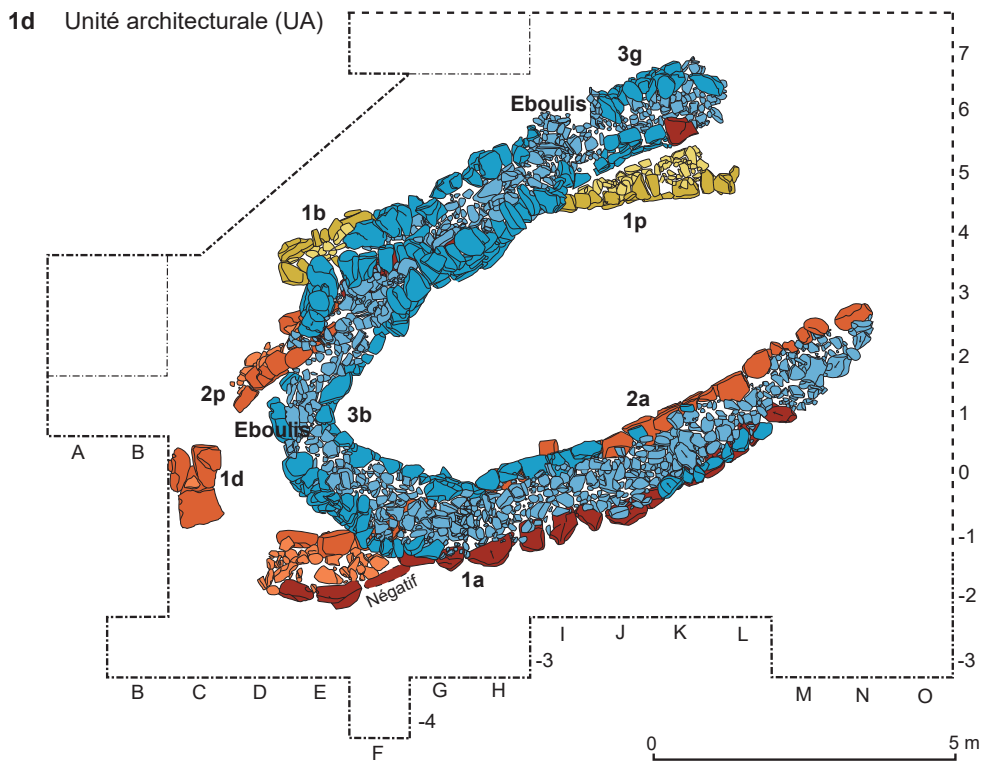 1d Unité architecturale (UA)
7
3g
6
Eboulis
5
1b
1p
4
3
2
2p
2a
3b
1
Eboulis
A B
0
1d
-1
1a
Négatif
-2
I J K L
-3
-3
B C D E G H
M N O
-4
F
0 5 m